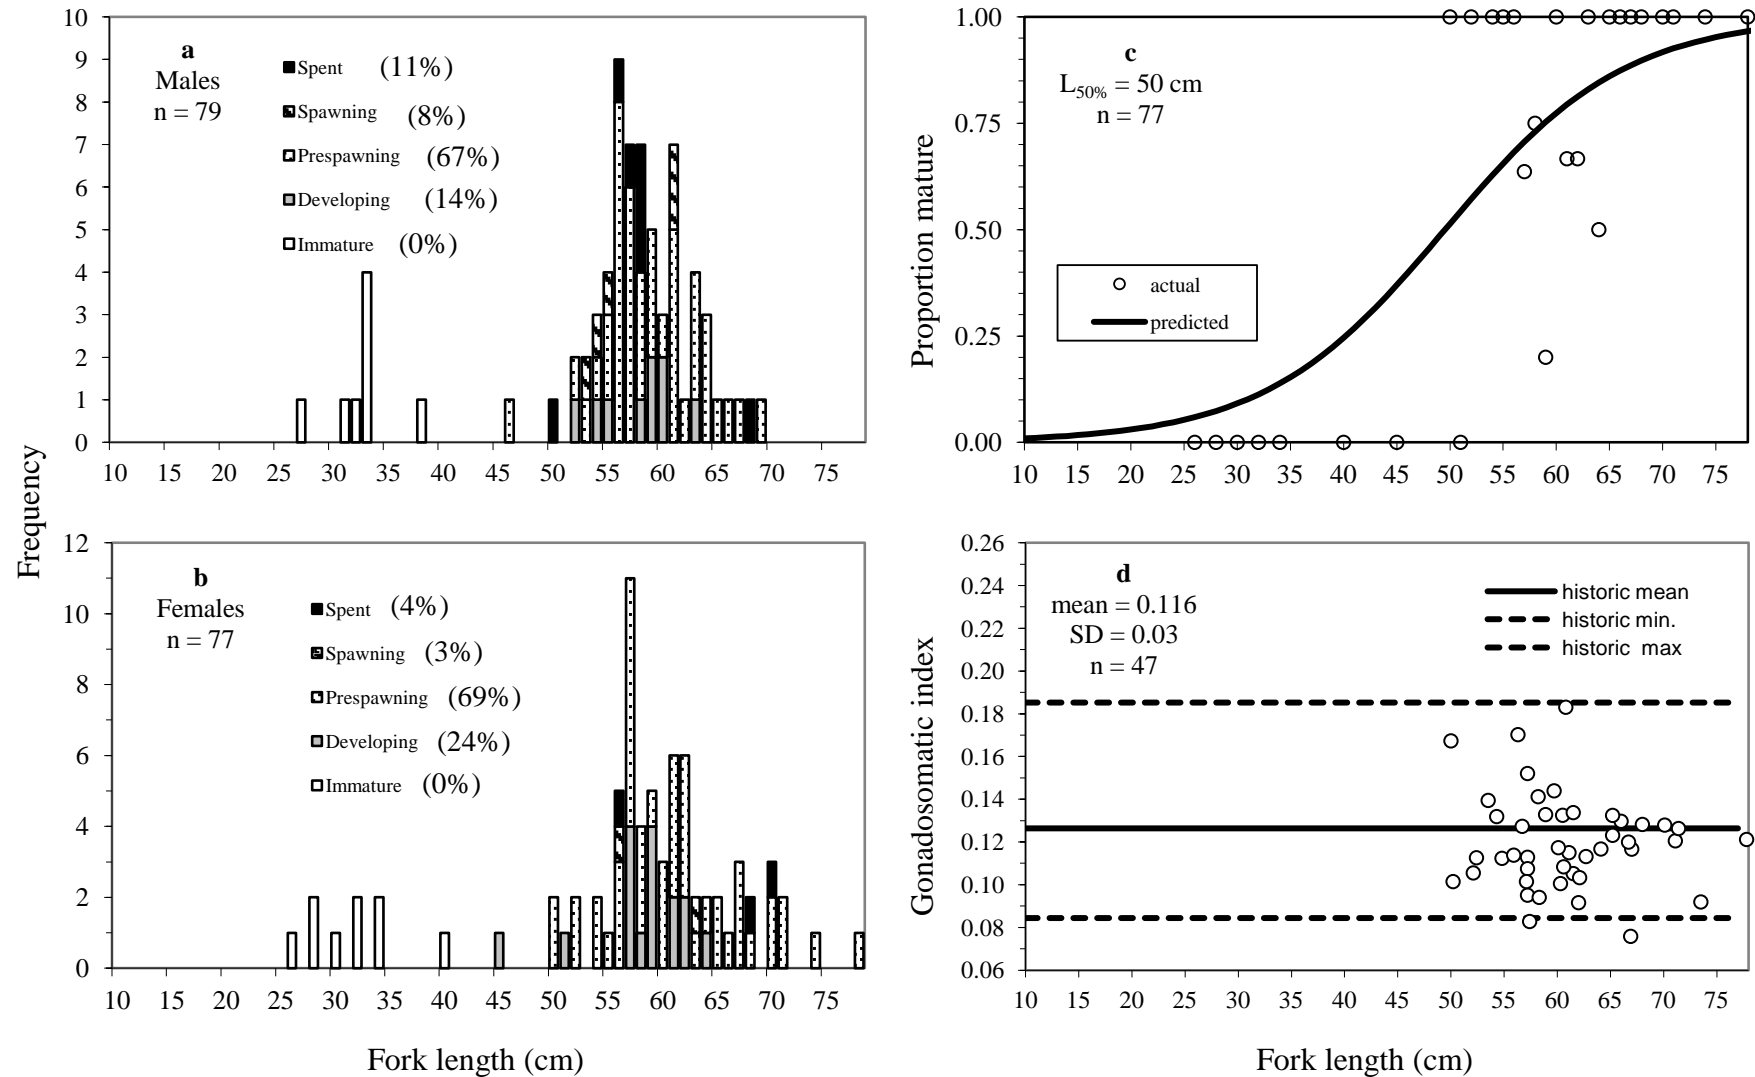 a
Males
n = 79
Spent (11%)
Spawning (8%)
Prespawning (67%)
Developing (14%)
Immature (0%)
10
9
8
7
6
5
4
3
2
1
0
10 15 20 25 30 35 40 45 50 55 60 65 70 75
Frequency
b
Females
n = 77
Spent (4%)
Spawning (3%)
Prespawning (69%)
Developing (24%)
Immature (0%)
12
10
8
6
4
2
0
10 15 20 25 30 35 40 45 50 55 60 65 70 75
Fork length (cm)
c
L50% = 50 cm
n = 77
actual
predicted
Proportion mature
1.00
0.75
0.50
0.25
0.00
10 15 20 25 30 35 40 45 50 55 60 65 70 75
d
mean = 0.116
SD = 0.03
n = 47
historic mean
historic min.
historic max
Gonadosomatic index
0.26
0.24
0.22
0.20
0.18
0.16
0.14
0.12
0.10
0.08
0.06
10 15 20 25 30 35 40 45 50 55 60 65 70 75
Fork length (cm)